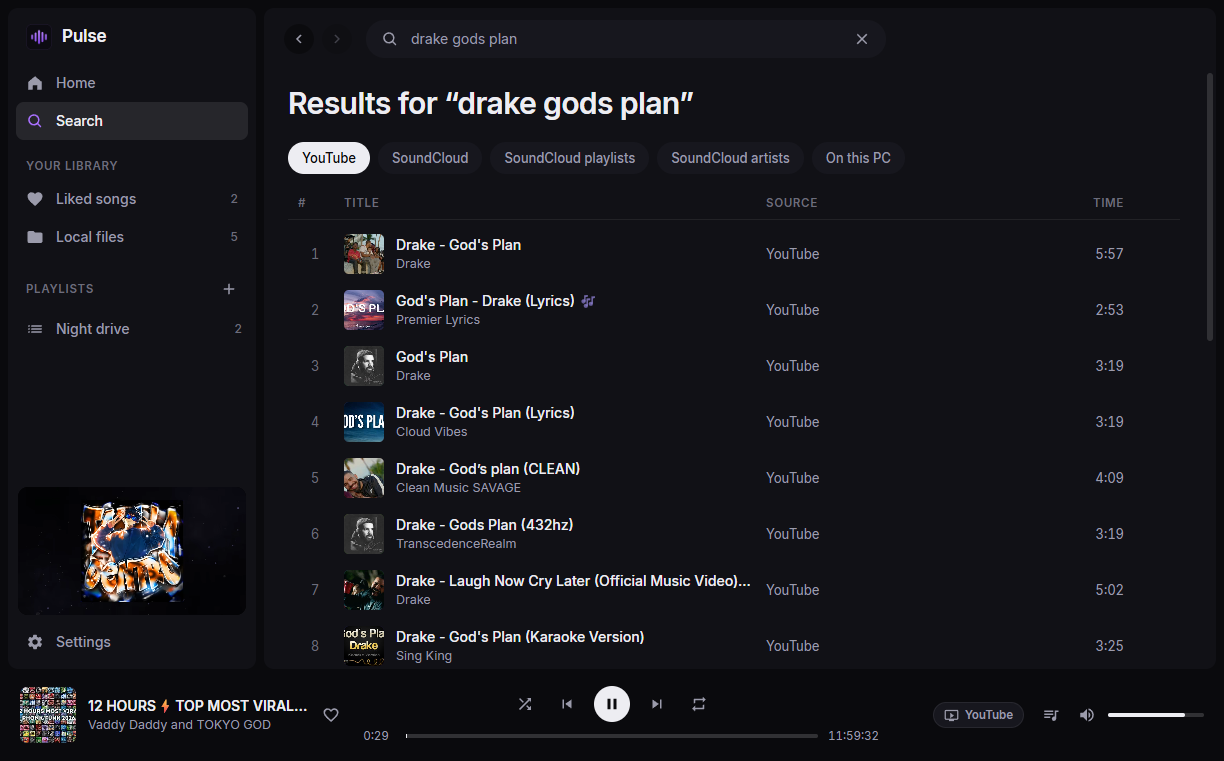 Pulse
drake gods plan
Home
Search
YOUR LIBRARY
Liked songs 2
Local files 5
PLAYLISTS +
Night drive 2
Settings
Results for “drake gods plan”
YouTube SoundCloud SoundCloud playlists SoundCloud artists On this PC
# TITLE SOURCE TIME
1 Drake - God's Plan YouTube 5:57
Drake
2 God's Plan - Drake (Lyrics) 🎶 YouTube 2:53
Premier Lyrics
3 God's Plan YouTube 3:19
Drake
4 Drake - God's Plan (Lyrics) YouTube 3:19
Cloud Vibes
5 Drake - God’s plan (CLEAN) YouTube 4:09
Clean Music SAVAGE
6 Drake - Gods Plan (432hz) YouTube 3:19
TranscedenceRealm
7 Drake - Laugh Now Cry Later (Official Music Video)... YouTube 5:02
Drake
8 Drake - God's Plan (Karaoke Version) YouTube 3:25
Sing King
12 HOURS ⚡ TOP MOST VIRAL...
Vaddy Daddy and TOKYO GOD
0:29 11:59:32
YouTube